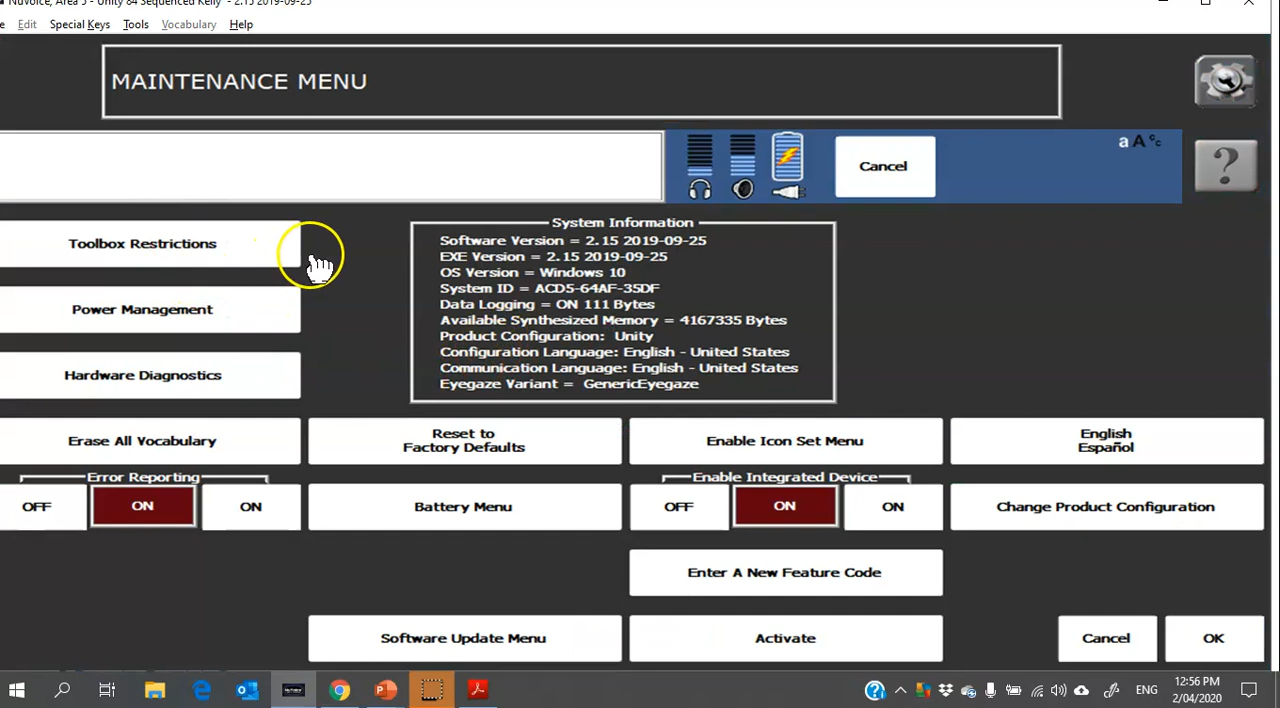 NuVoice, Area 5 - Unity 84 Sequenced Kelly - 2.15 2019-09-25
Edit Special Keys Tools Vocabulary Help
MAINTENANCE MENU
Cancel
a A c c
?
System Information
Toolbox Restrictions
Software Version = 2.15 2019-09-25
EXE Version = 2.15 2019-09-25
OS Version = Windows 10
System ID = ACD5-64AF-35DF
Data Logging = ON 111 Bytes
Power Management
Available Synthesized Memory = 4167335 Bytes
Product Configuration: Unity
Configuration Language: English - United States
Communication Language: English - United States
Hardware Diagnostics
Eyegaze Variant = GenericEyegaze
Erase All Vocabulary
Reset to
Factory Defaults
Enable Icon Set Menu
English
Español
Error Reporting
Enable Integrated Device
OFF ON ON
Battery Menu
OFF ON ON
Change Product Configuration
Enter A New Feature Code
Software Update Menu
Activate
Cancel
OK
ENG
12:56 PM
2/04/2020